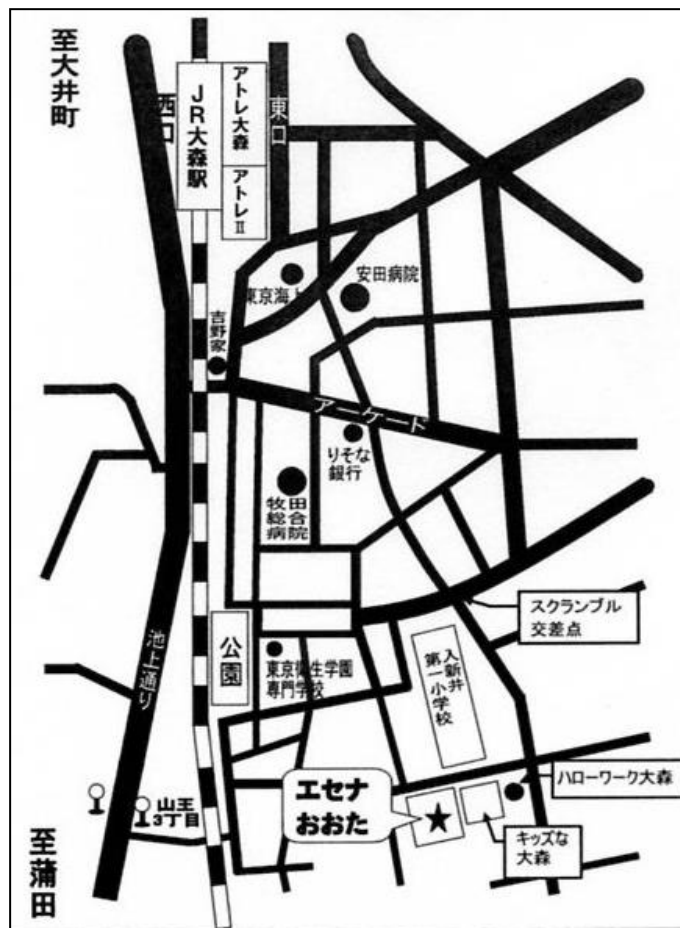 至大井町
西口
JR大森駅
アトレ大森
アトレⅡ
東口
東京海上
安田病院
吉野家
アーケード
りそな
銀行
牧田
総合
病院
スクランブル
交差点
公園
東京衛生学園
専門学校
入新井
第一小学校
池上通り
ハローワーク大森
エセナ
おおた
キッズな
大森
山王
3丁目
至蒲田